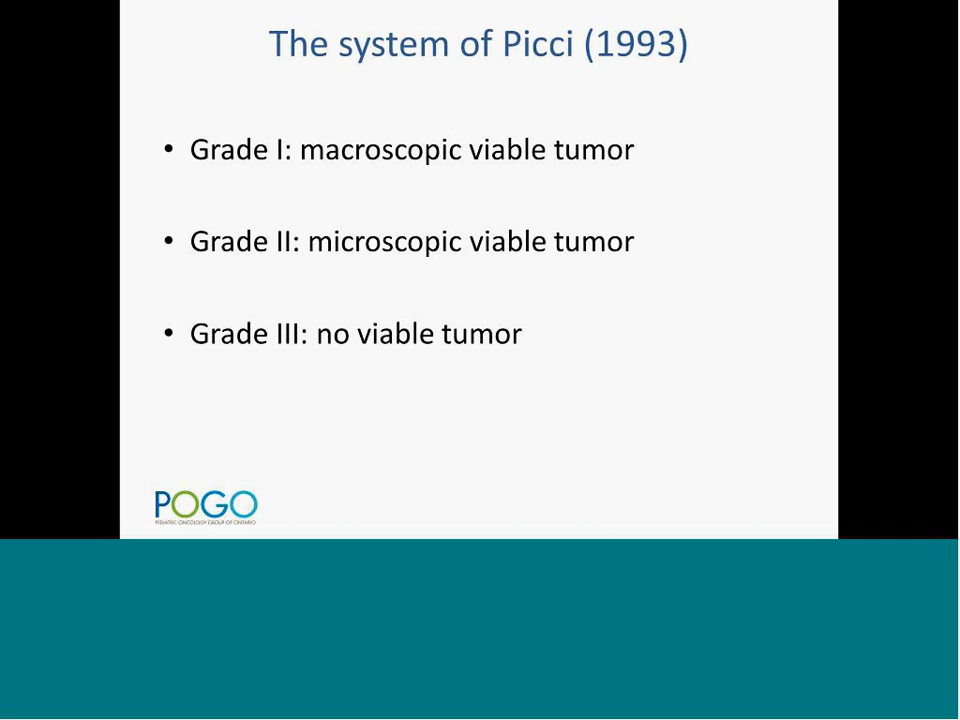 The system of Picci (1993)
• Grade I: macroscopic viable tumor
• Grade II: microscopic viable tumor
• Grade III: no viable tumor
POGO
PEDIATRIC ONCOLOGY GROUP OF ONTARIO